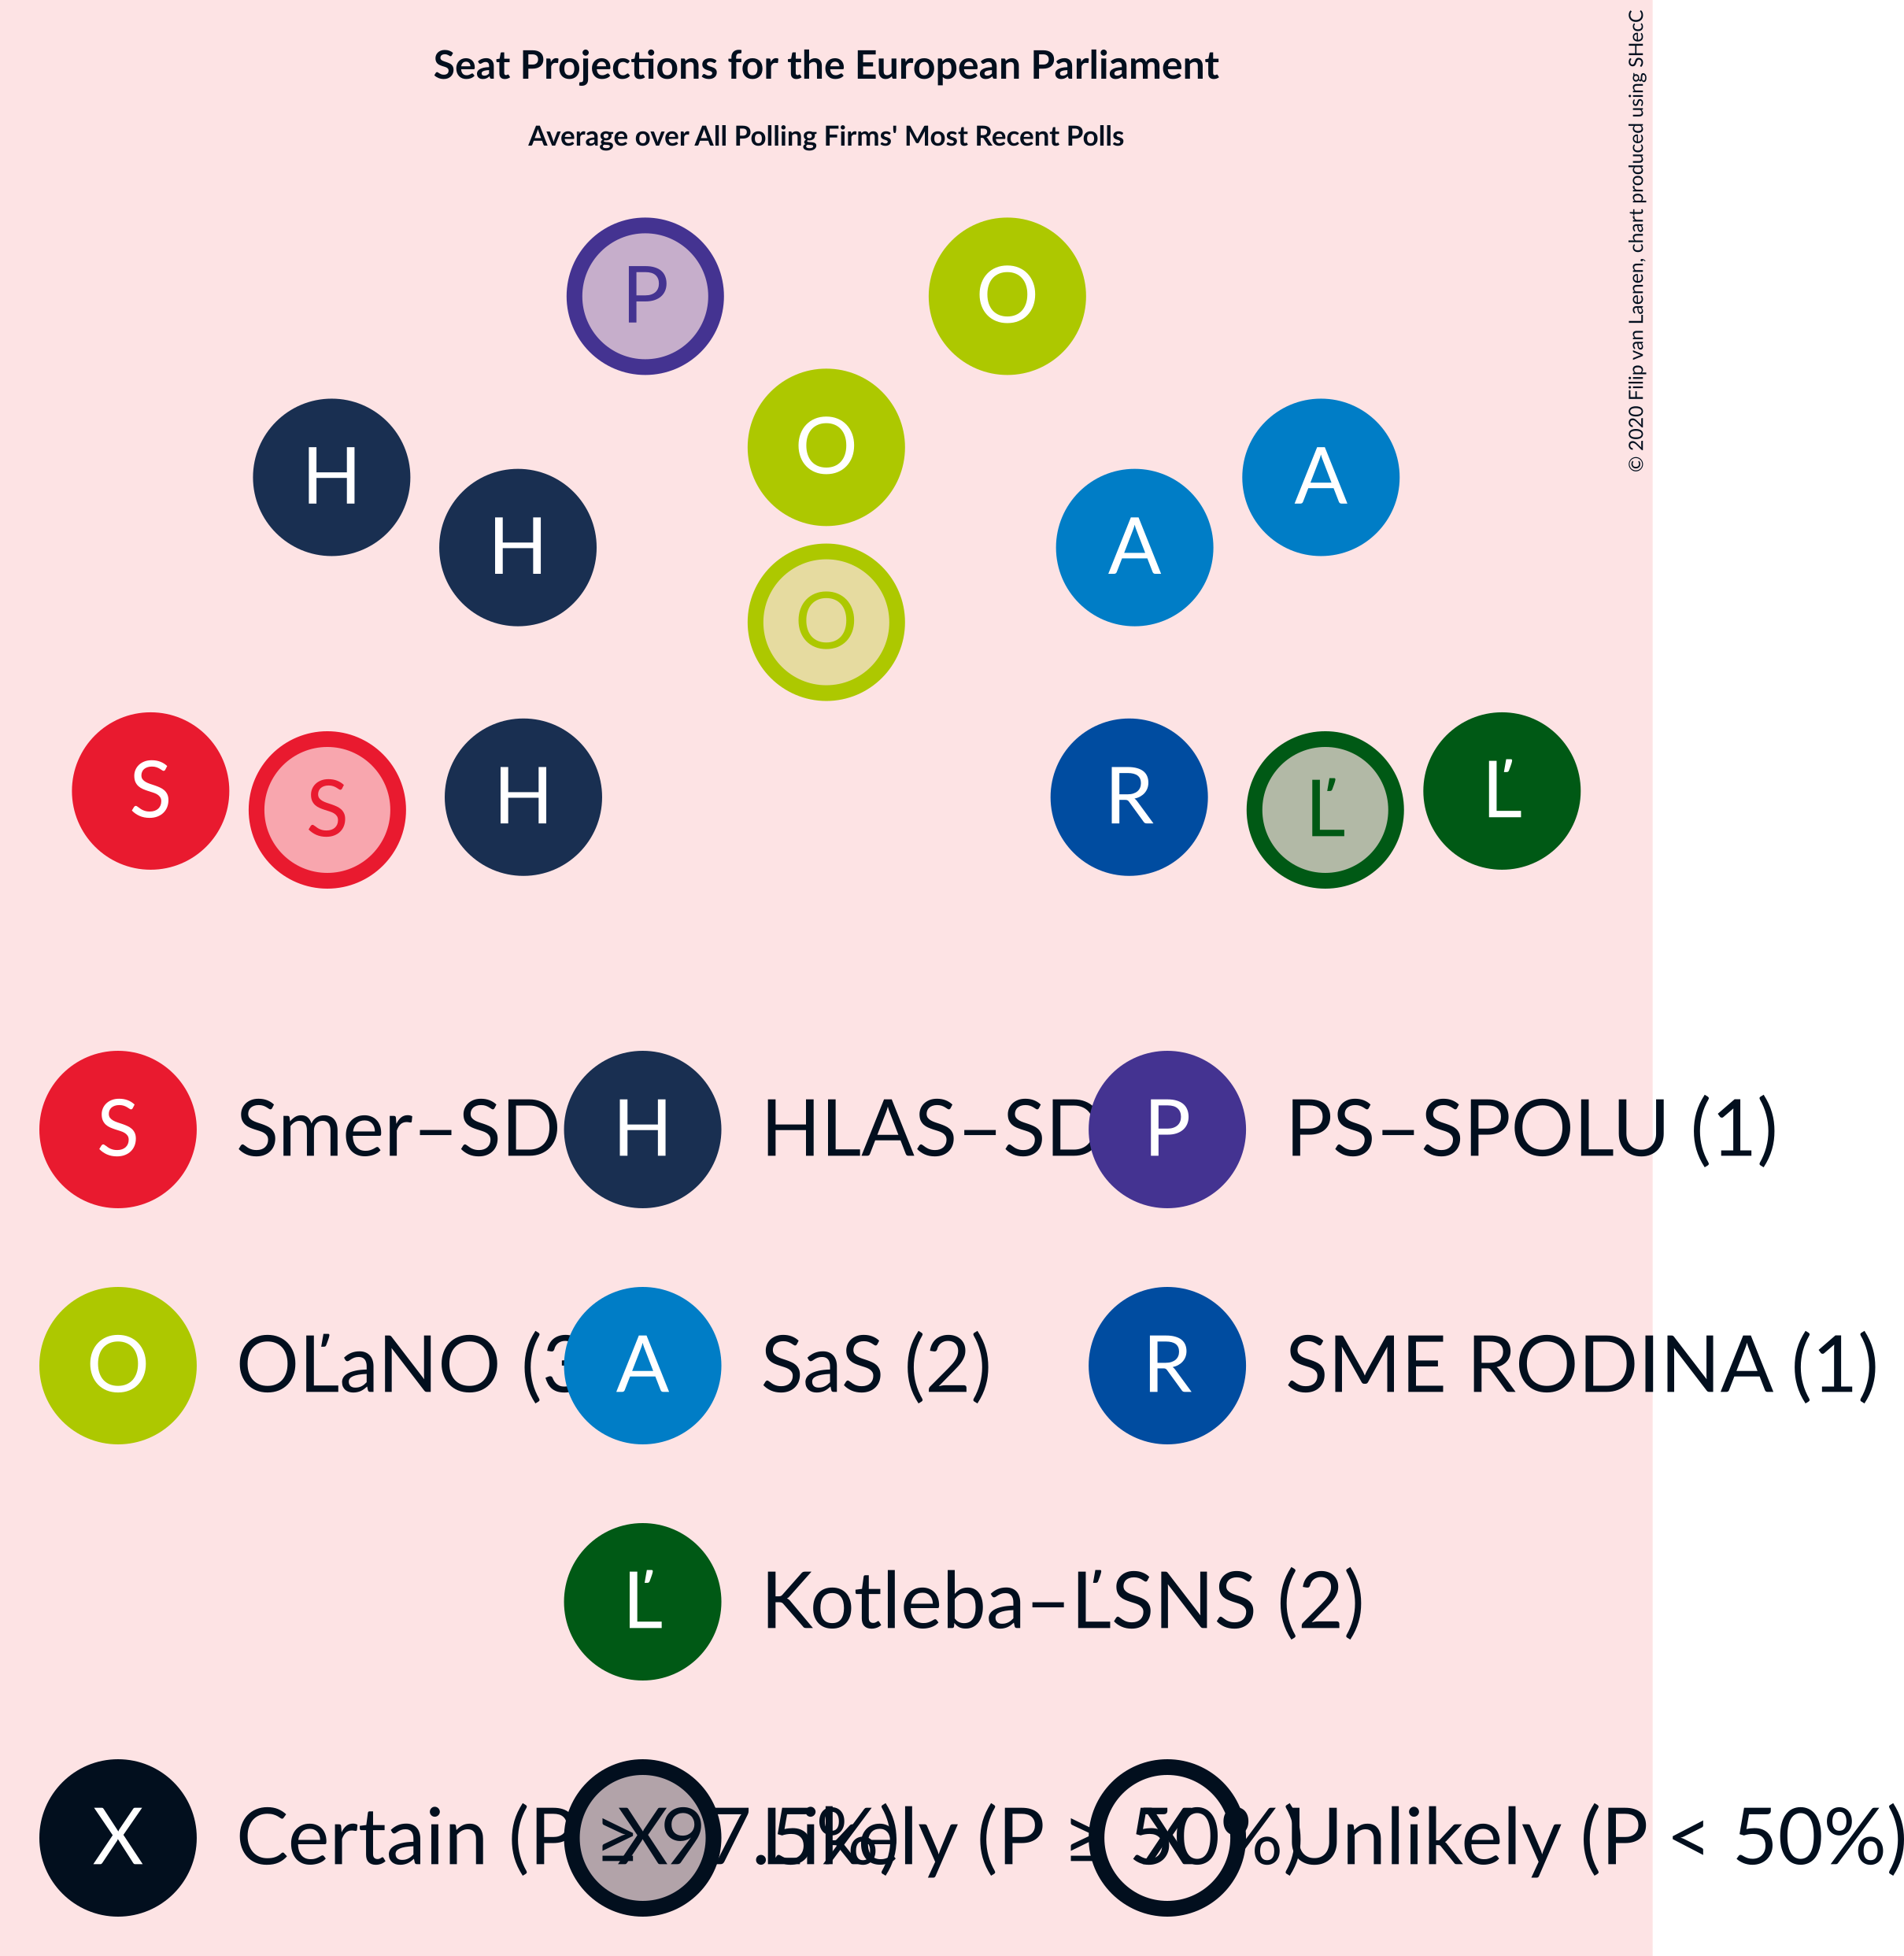 Seat Projections for the European Parliament
Average over All Polling Firms' Most Recent Polls
© 2020 Filip van Laenen, chart produced using SHecC
P O
O
H A
H A
O
S S H R Ľ Ľ
S Smer–SD H HLAS–SD P PS–SPOLU (1)
O OĽaNO (3 A SaS (2) R SME RODINA (1)
Ľ Kotleba–ĽSNS (2)
X Certain (P ≥ 97.5%) X Likely (P ≥ 50%) X Unlikely (P < 50%)